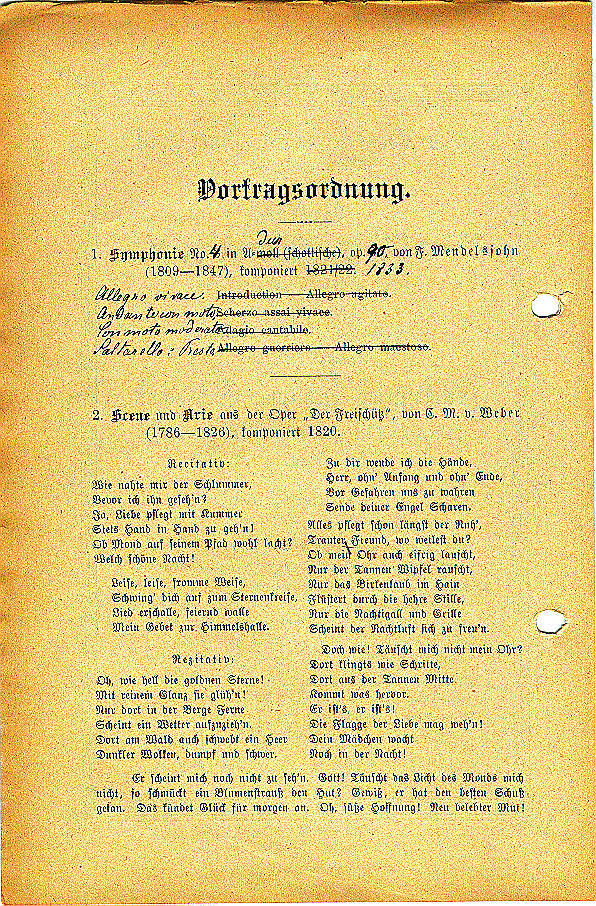 Vortragsordnung.
1. Symphonie No. 4. in A-dur moll (schottische), op. 90, von F. Mendelssohn
(1809—1847), komponiert 1821/22. 1833.
Allegro vivace. Introduction — Allegro agitato.
Andante con moto Scherzo assai vivace.
Con moto moderato Adagio cantabile.
Saltarello: Presto Allegro guerriero — Allegro maestoso.
2. Scene und Arie aus der Oper „Der Freischütz“, von C. M. v. Weber
(1786—1826), komponiert 1820.
Recitativ:
Wie nahte mir der Schlummer,
Bevor ich ihn geseh'n?
Ja, Liebe pflegt mit Kummer
Stets Hand in Hand zu geh'n!
Ob Mond auf seinem Pfad wohl lacht?
Welch schöne Nacht!
Leise, leise, fromme Weise,
Schwing' dich auf zum Sternenkreise,
Lied erschalle, feiernd walle
Mein Gebet zur Himmelshalle.
Rezitativ:
Oh, wie hell die goldnen Sterne!
Mit reinem Glanz sie glüh'n!
Nur dort in der Berge Ferne
Scheint ein Wetter aufzuzieh'n.
Dort am Wald auch schwebt ein Heer
Dunkler Wolken, dumpf und schwer.
Zu dir wende ich die Hände,
Herr, ohn' Anfang und ohn' Ende,
Vor Gefahren uns zu wahren
Sende deiner Engel Scharen.
Alles pflegt schon längst der Ruh',
Trauter Freund, wo weilest du?
Ob mein Ohr auch eifrig lauscht,
Nur der Tannen Wipfel rauscht,
Nur das Birkenlaub im Hain
Flüstert durch die hehre Stille,
Nur die Nachtigall und Grille
Scheint der Nachtluft sich zu freu'n.
Doch wie! Täuscht mich nicht mein Ohr?
Dort klingts wie Schritte,
Dort aus der Tannen Mitte
Kommt was hervor.
Er ist's, er ist's!
Die Flagge der Liebe mag weh'n!
Dein Mädchen wacht
Noch in der Nacht!
Er scheint mich noch nicht zu seh'n. Gott! Täuscht das Licht des Monds mich
nicht, so schmückt ein Blumenstrauß den Hut? Gewiß, er hat den besten Schuß
getan. Das kündet Glück für morgen an. Oh, süße Hoffnung! Neu belebter Mut!